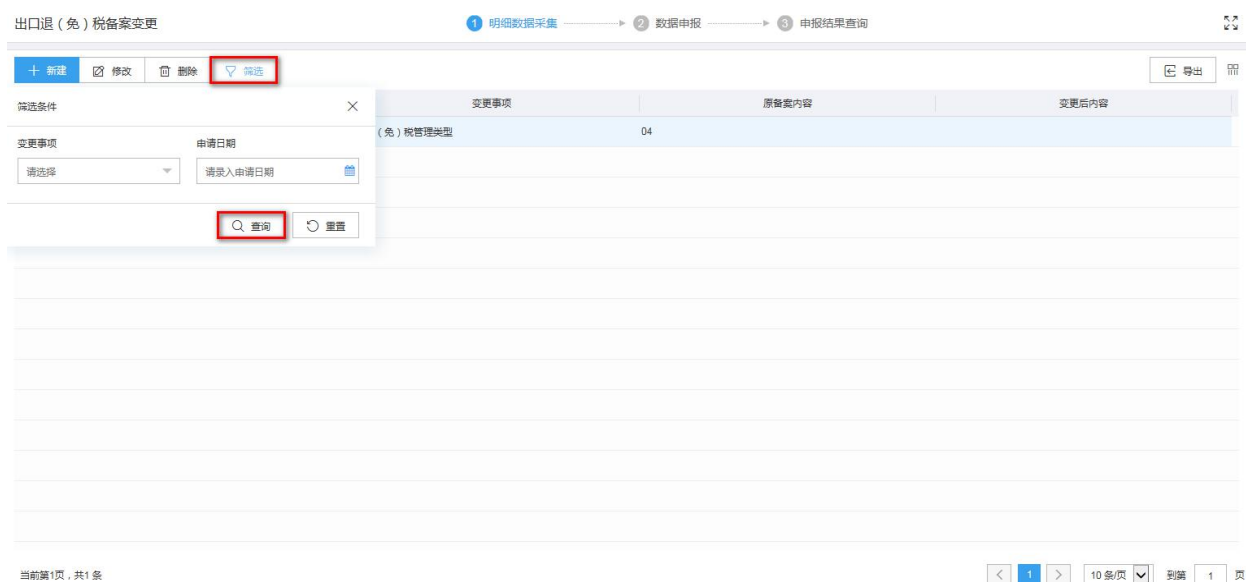 出口退（免）税备案变更
1 明细数据采集 2 数据申报 3 申报结果查询
新建 修改 删除 筛选 导出
筛选条件
变更事项 原备案内容 变更后内容
（免）税管理类型 04
变更事项 申请日期
请选择 请录入申请日期
查询 重置
当前第1页，共1条 1 10条/页 到第 1 页